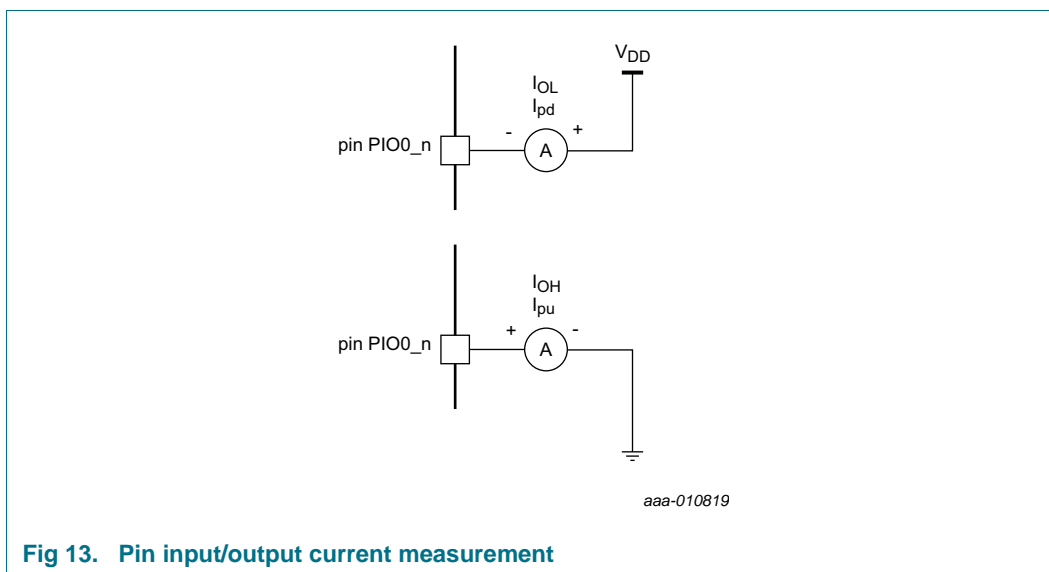 VDD
IOL
Ipd
- +
pin PIO0_n
A
IOH
Ipu
+ -
pin PIO0_n
A
aaa-010819
Fig 13. Pin input/output current measurement